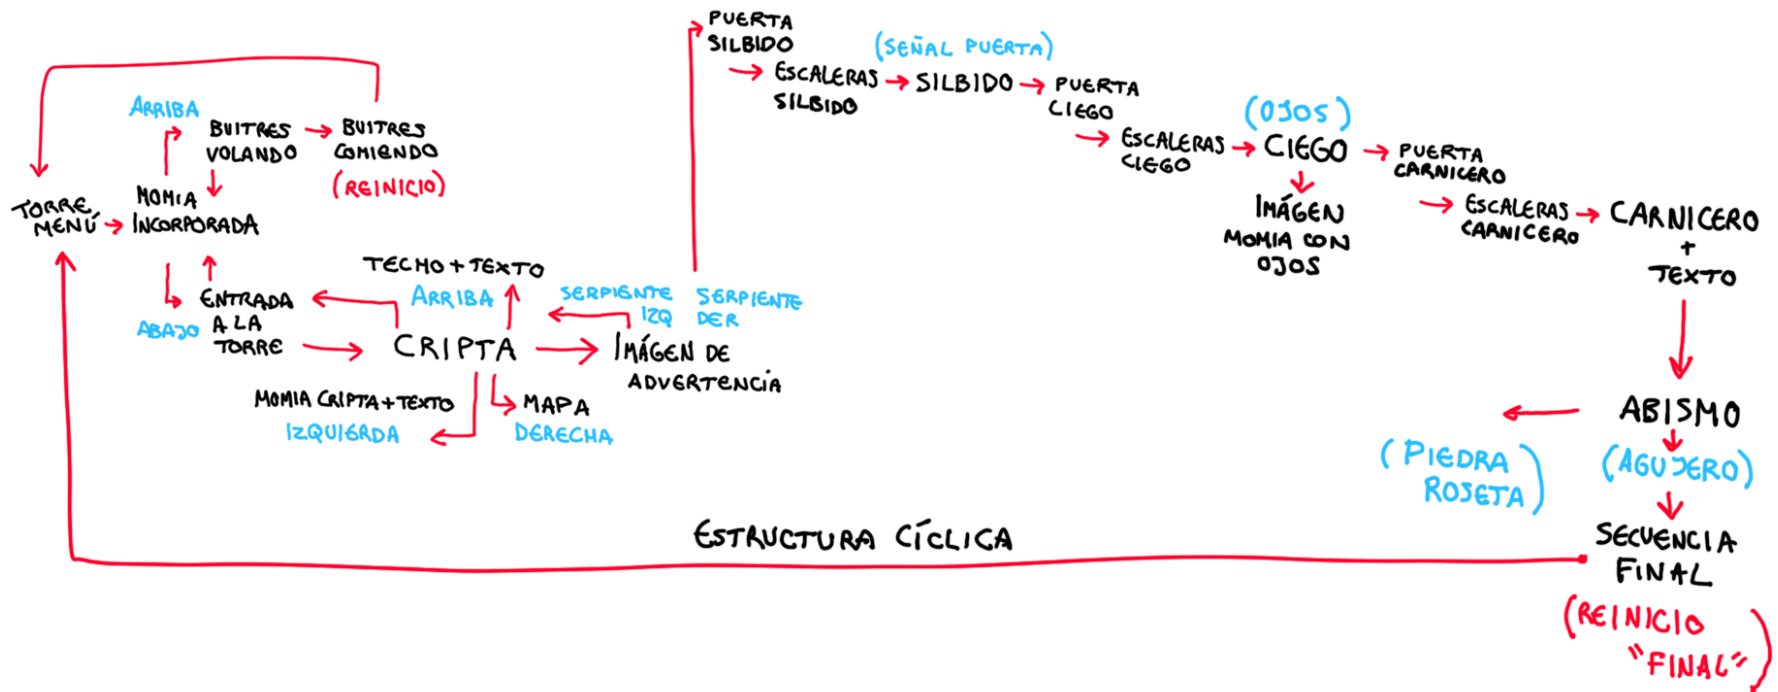 PUERTA
SILBIDO
(SEÑAL PUERTA)
ESCALERAS
SILBIDO
SILBIDO
PUERTA
CIEGO
(OJOS)
ESCALERAS
CIEGO
CIEGO
PUERTA
CARNICERO
IMÁGEN
MOMIA CON
OJOS
ESCALERAS
CARNICERO
CARNICERO
+
TEXTO
ARRIBA
BUITRES
VOLANDO
BUITRES
COMIENDO
(REINICIO)
TORRE,
MENÚ
MOMIA
INCORPORADA
ABAJO
ENTRADA
A LA
TORRE
TECHO + TEXTO
ARRIBA
CRIPTA
SERPIENTE
IZQ
SERPIENTE
DER
IMÁGEN DE
ADVERTENCIA
MOMIA CRIPTA + TEXTO
IZQUIERDA
MAPA
DERECHA
ABISMO
(PIEDRA
ROSETA)
(AGUJERO)
ESTRUCTURA CÍCLICA
SECUENCIA
FINAL
(REINICIO
"FINAL")